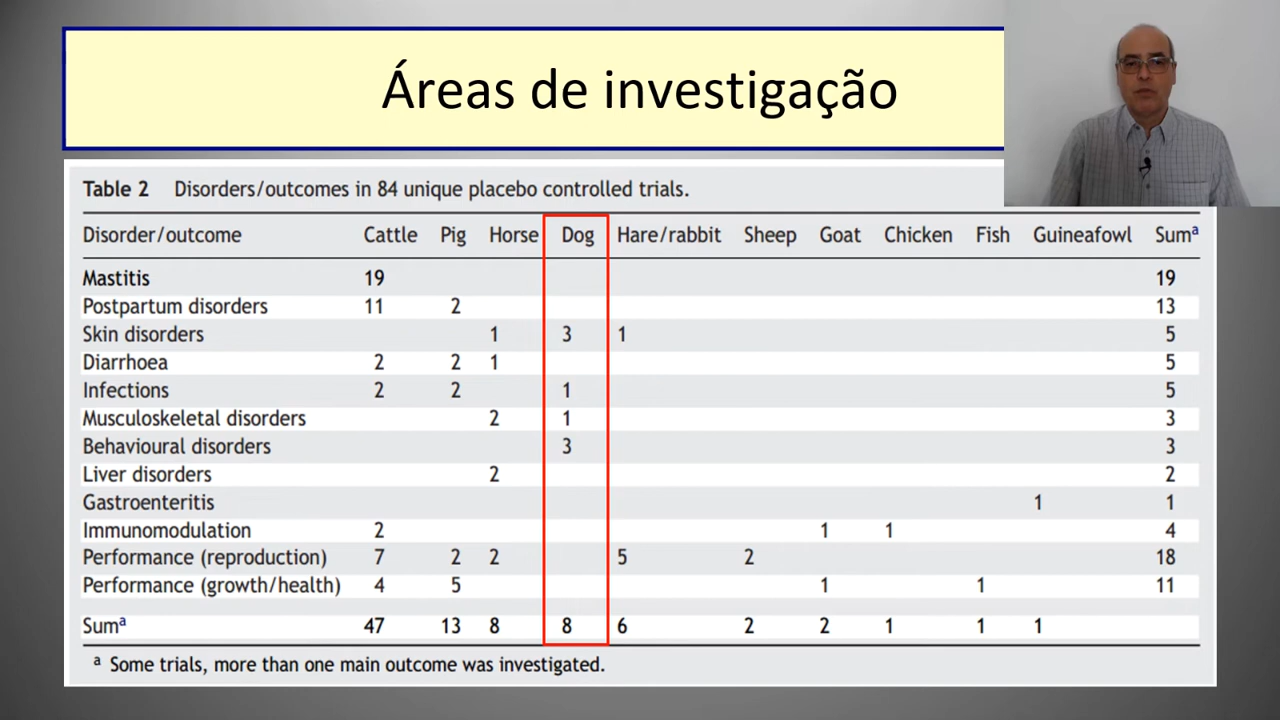 Áreas de investigação
Table 2 Disorders/outcomes in 84 unique placebo controlled trials.
Disorder/outcome Cattle Pig Horse Dog Hare/rabbit Sheep Goat Chicken Fish Guineafowl Sumª
Mastitis 19 19
Postpartum disorders 11 2 13
Skin disorders 1 3 1 5
Diarrhoea 2 2 1 5
Infections 2 2 1 5
Musculoskeletal disorders 2 1 3
Behavioural disorders 3 3
Liver disorders 2 2
Gastroenteritis 1 1
Immunomodulation 2 1 1 4
Performance (reproduction) 7 2 2 5 2 18
Performance (growth/health) 4 5 1 1 11
Sumª 47 13 8 8 6 2 2 1 1 1
ª Some trials, more than one main outcome was investigated.